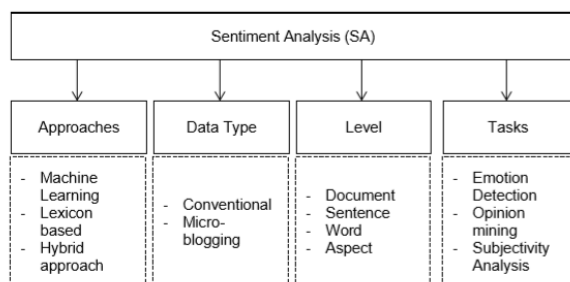 Sentiment Analysis (SA)
Approaches
Data Type
Level
Tasks
- Machine
Learning
- Lexicon
based
- Hybrid
approach
- Conventional
- Micro-
blogging
- Document
- Sentence
- Word
- Aspect
- Emotion
Detection
- Opinion
mining
- Subjectivity
Analysis